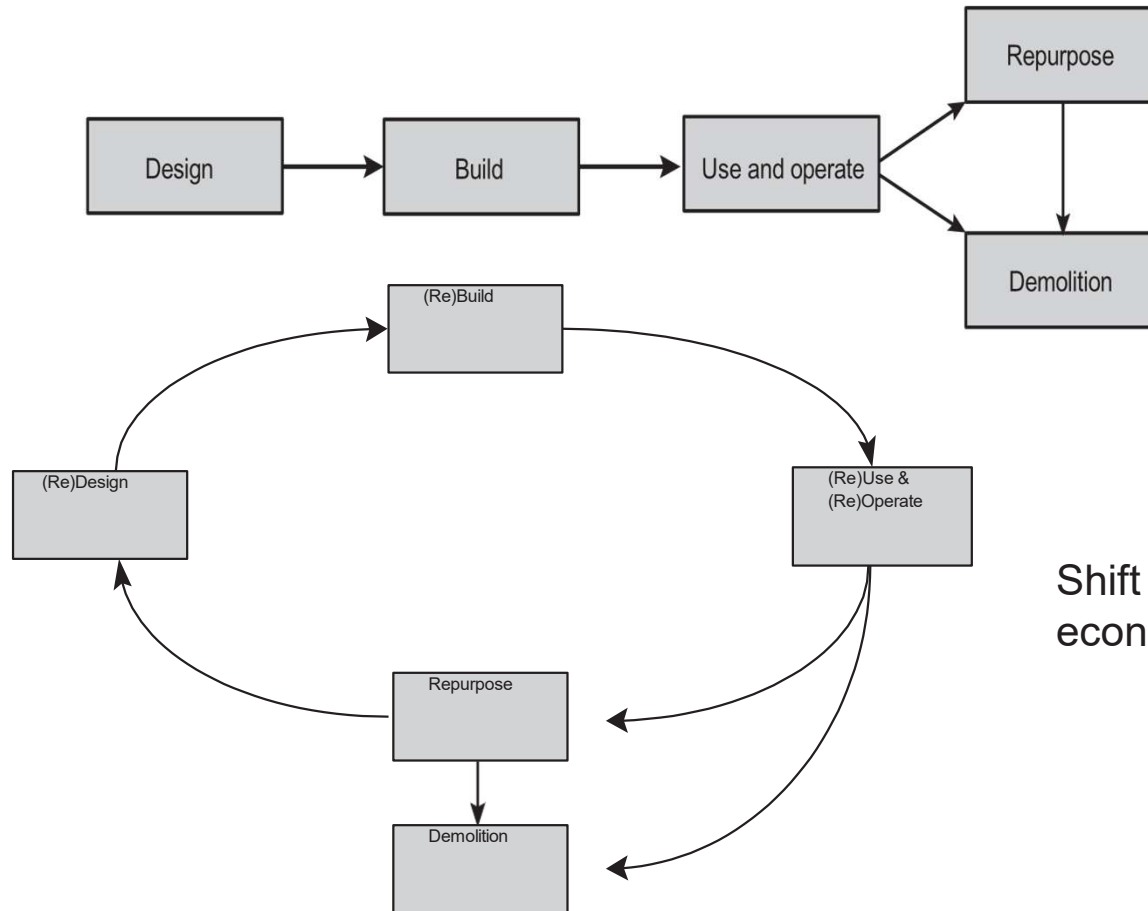 Repurpose
Design
Build
Use and operate
Demolition
(Re)Build
(Re)Design
(Re)Use &
(Re)Operate
Shift
econ
Repurpose
Demolition